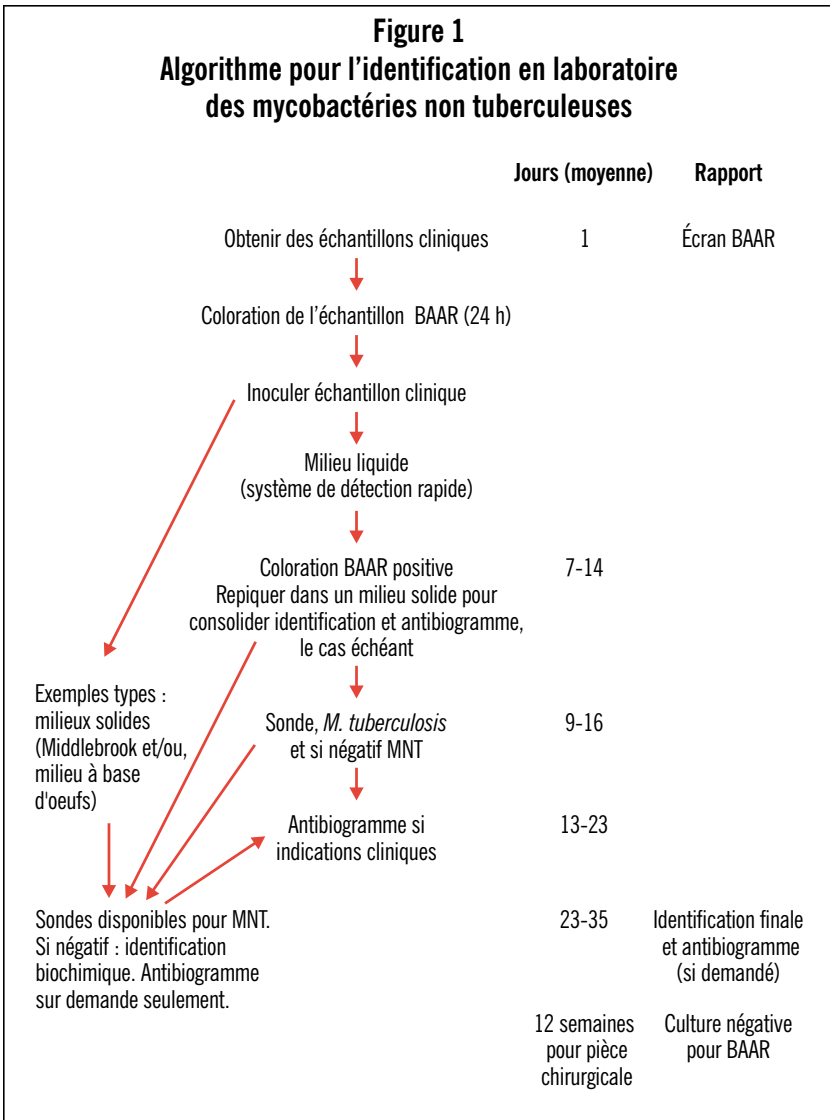 Figure 1
Algorithme pour l'identification en laboratoire
des mycobactéries non tuberculeuses
Jours (moyenne) Rapport
Obtenir des échantillons cliniques 1 Écran BAAR
Coloration de l'échantillon BAAR (24 h)
Inoculer échantillon clinique
Milieu liquide
(système de détection rapide)
Coloration BAAR positive 7-14
Repiquer dans un milieu solide pour
consolider identification et antibiogramme,
le cas échéant
Exemples types :
milieux solides
(Middlebrook et/ou,
milieu à base
d'oeufs)
Sonde, M. tuberculosis 9-16
et si négatif MNT
Antibiogramme si 13-23
indications cliniques
Sondes disponibles pour MNT.
Si négatif : identification
biochimique. Antibiogramme
sur demande seulement.
23-35 Identification finale
et antibiogramme
(si demandé)
12 semaines Culture négative
pour pièce pour BAAR
chirurgicale